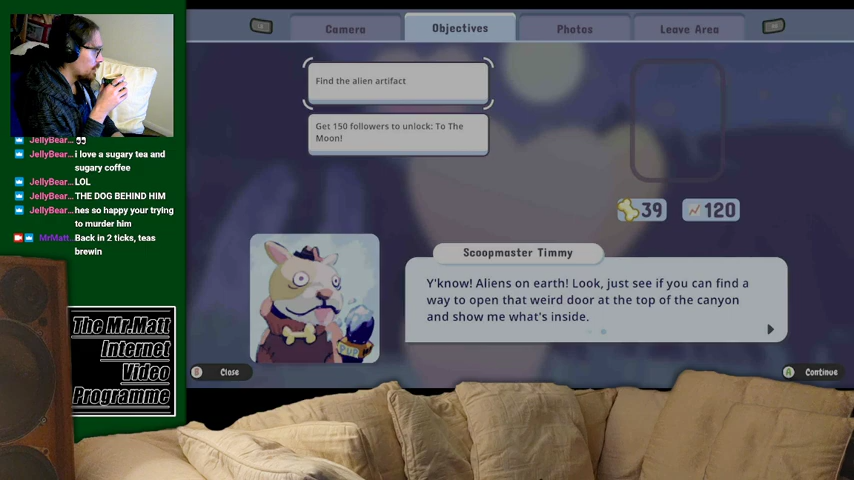 LB
Camera
Objectives
Photos
Leave Area
Find the alien artifact
Get 150 followers to unlock: To The
Moon!
39
120
Scoopmaster Timmy
Y'know! Aliens on earth! Look, just see if you can find a
way to open that weird door at the top of the canyon
and show me what's inside.
PUP
B Close
A Continue
JellyBear... 👀
JellyBear... i love a sugary tea and
sugary coffee
JellyBear... LOL
JellyBear... THE DOG BEHIND HIM
JellyBear... hes so happy your trying
to murder him
MrMatt... Back in 2 ticks, teas
brewin
The Mr.Matt
Internet
Video
Programme